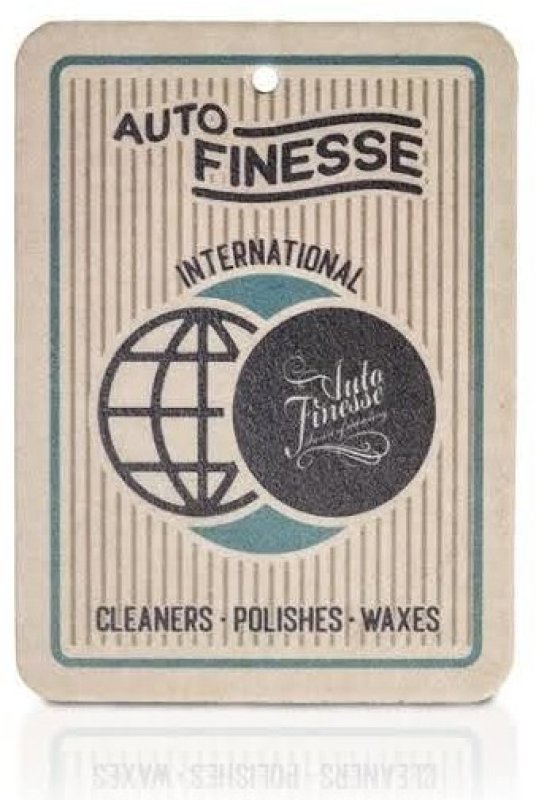 AUTO
FINESSE
INTERNATIONAL
Auto
Finesse
CLEANERS · POLISHES · WAXES